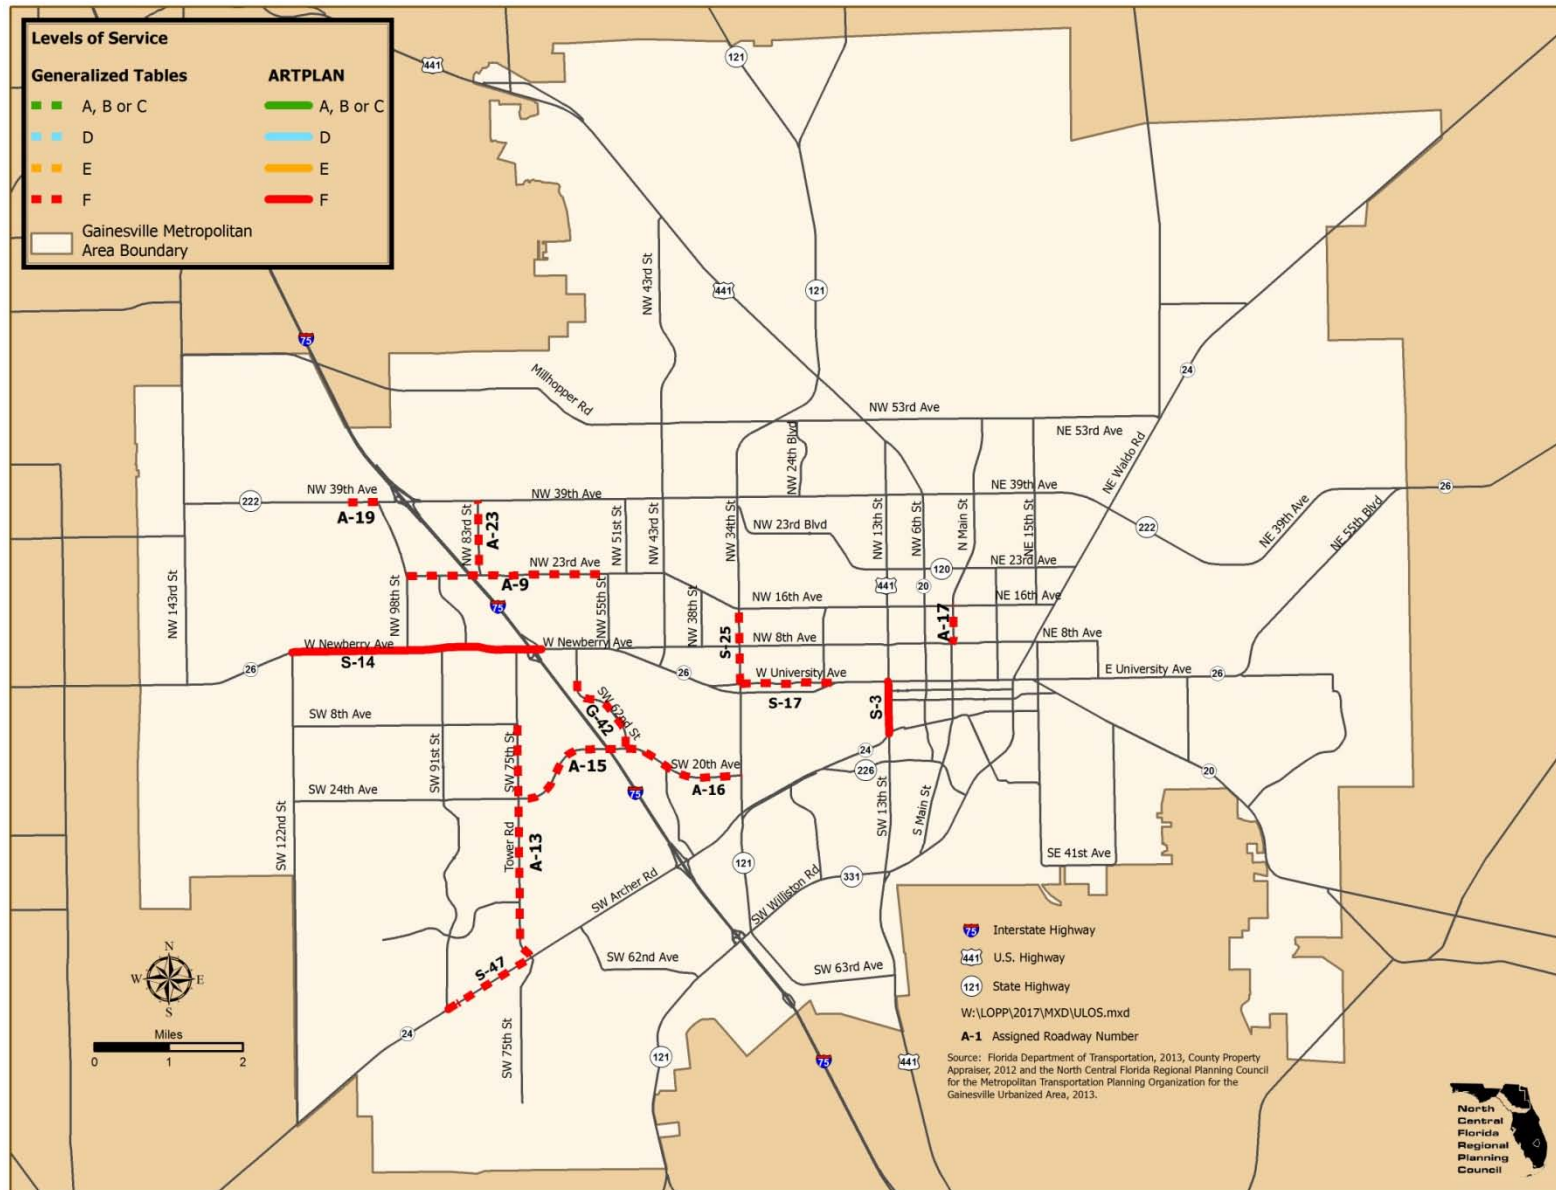 Levels of Service
Generalized Tables
ARTPLAN
A, B or C
A, B or C
D
D
E
E
F
F
Gainesville Metropolitan
Area Boundary
441
121
441
121
75
24
NW 43rd St
Millhopper Rd
NW 53rd Ave
NE 53rd Ave
NW 24th Blvd
NE Waldo Rd
222
NW 39th Ave
A-19
NW 39th Ave
NE 39th Ave
26
222
NE 39th Ave
NE 55th Blvd
NW 83rd St
A-23
NW 51st St
NW 43rd St
NW 34th St
NW 23rd Blvd
NW 13th St
NW 6th St
N Main St
NE 15th St
NW 23rd Ave
A-9
120
NE 23rd Ave
441
20
NW 143rd St
NW 98th St
75
NW 55th St
NW 38th St
NW 16th Ave
NE 16th Ave
A-17
S-25
NW 8th Ave
NE 8th Ave
W Newberry Ave
S-14
W Newberry Ave
26
26
W University Ave
E University Ave
26
S-17
S-3
SW 62nd St
G-42
SW 8th Ave
SW 91st St
SW 75th St
A-15
SW 20th Ave
A-16
24
226
20
SW 24th Ave
75
SW 122nd St
Tower Rd
A-13
SW 13th St
S Main St
SE 41st Ave
121
331
SW Archer Rd
SW Williston Rd
S-47
SW 62nd Ave
SW 63rd Ave
24
SW 75th St
121
75
441
N
W
E
S
Miles
0
1
2
75
Interstate Highway
441
U.S. Highway
121
State Highway
W:\LOPP\2017\MXD\ULOS.mxd
A-1 Assigned Roadway Number
Source: Florida Department of Transportation, 2013, County Property
Appraiser, 2012 and the North Central Florida Regional Planning Council
for the Metropolitan Transportation Planning Organization for the
Gainesville Urbanized Area, 2013.
North
Central
Florida
Regional
Planning
Council